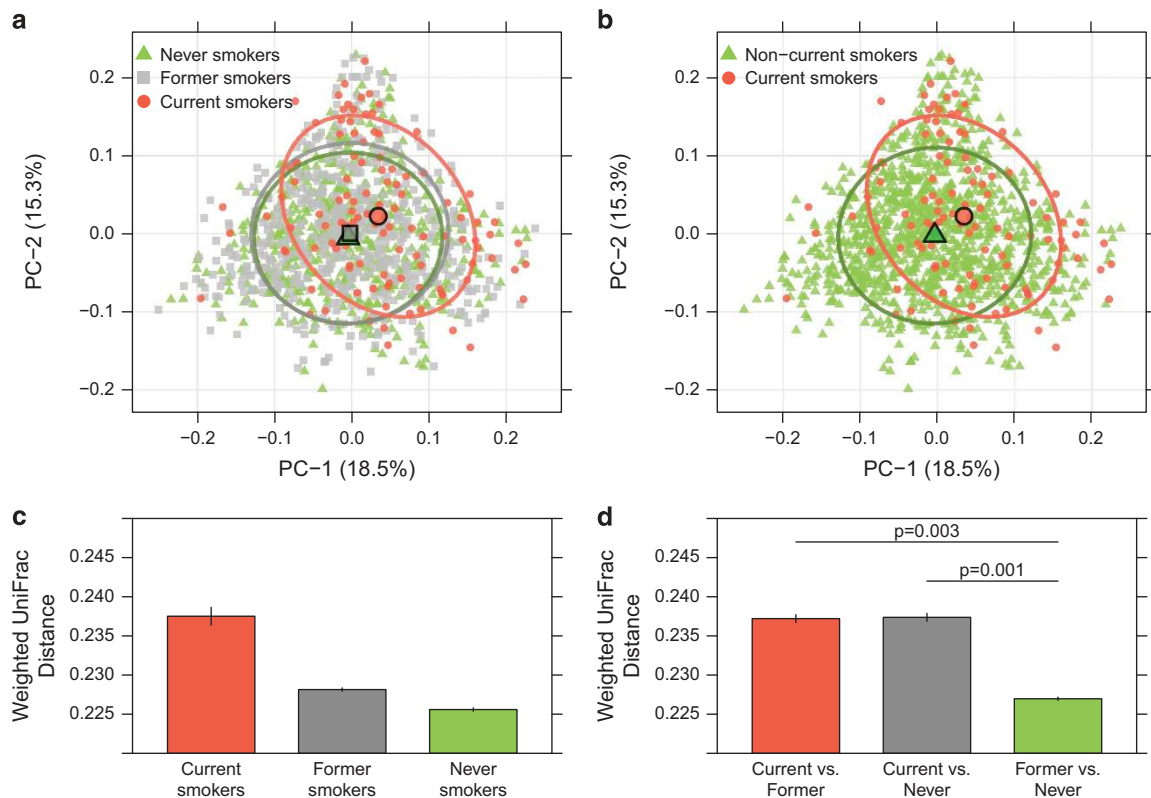 a
Never smokers
Former smokers
Current smokers
0.2
0.1
0.0
−0.1
−0.2
PC−2 (15.3%)
−0.2
−0.1
0.0
0.1
0.2
PC−1 (18.5%)
b
Non-current smokers
Current smokers
0.2
0.1
0.0
−0.1
−0.2
PC−2 (15.3%)
−0.2
−0.1
0.0
0.1
0.2
PC−1 (18.5%)
c
0.245
0.240
0.235
0.230
0.225
Weighted UniFrac
Distance
Current
smokers
Former
smokers
Never
smokers
d
p=0.003
p=0.001
0.245
0.240
0.235
0.230
0.225
Weighted UniFrac
Distance
Current vs.
Former
Current vs.
Never
Former vs.
Never